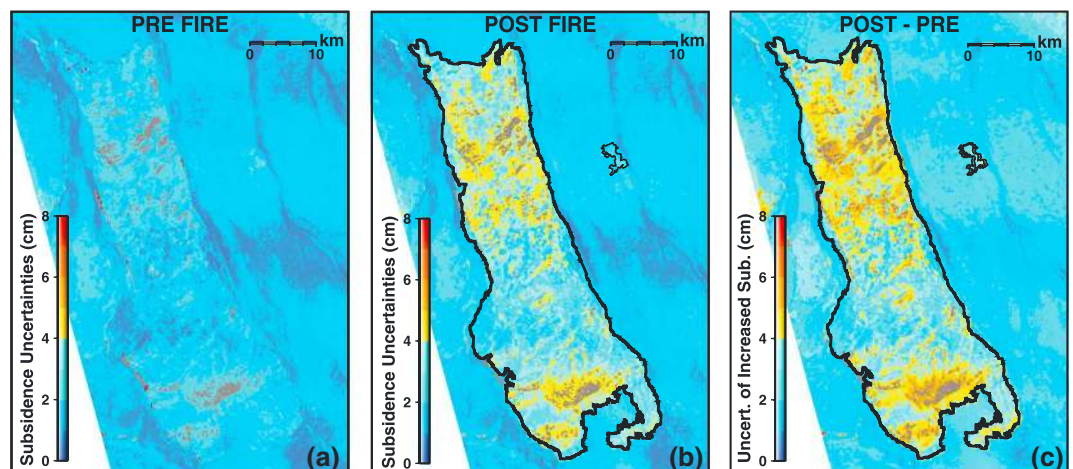 PRE FIRE
km
0 10
8
6
4
2
0
Subsidence Uncertainties (cm)
(a)
POST FIRE
km
0 10
8
6
4
2
0
Subsidence Uncertainties (cm)
(b)
POST - PRE
km
0 10
8
6
4
2
0
Uncert. of Increased Sub. (cm)
(c)